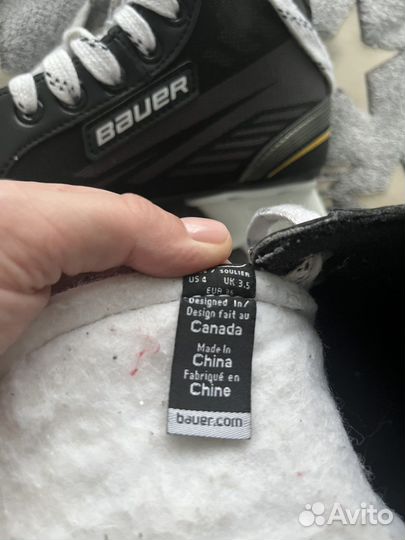 BAUER
BAUER
/ SOULIER
US 4 UK 3.5
EUR 36
Designed In/
Design fait au
Canada
Made in
China
Fabriqué en
Chine
bauer.com
Avito